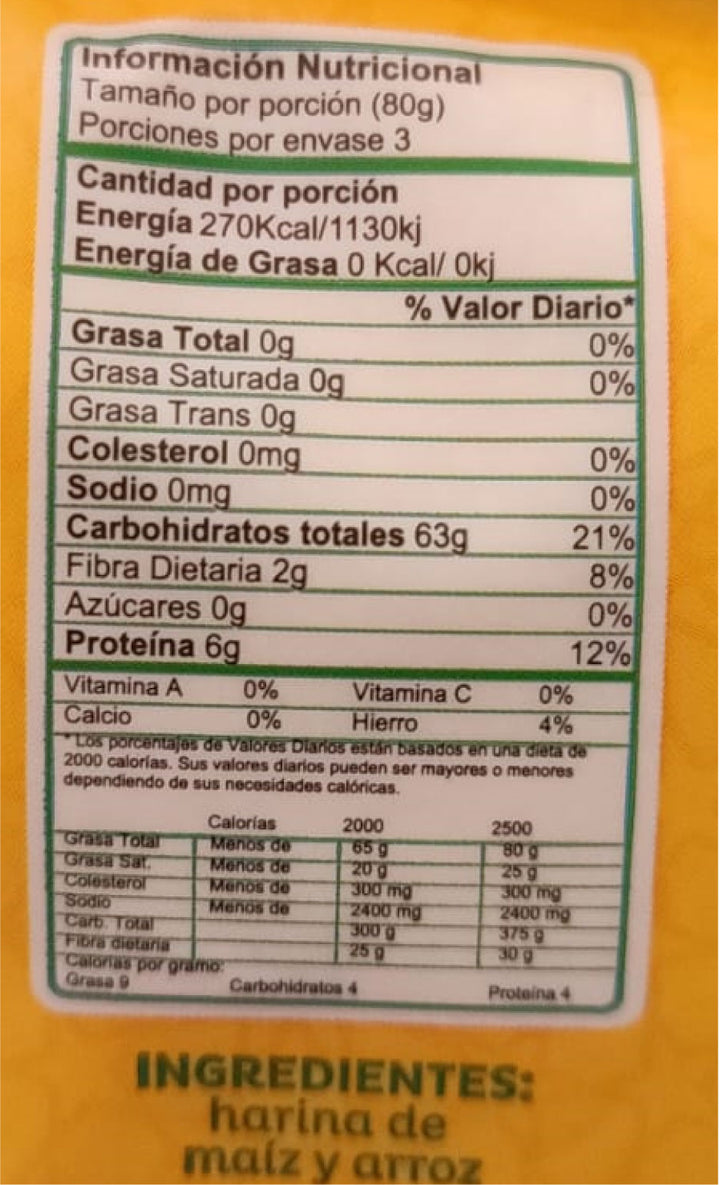 Información Nutricional
Tamaño por porción (80g)
Porciones por envase 3
Cantidad por porción
Energía 270Kcal/1130kj
Energía de Grasa 0 Kcal/ 0kj
% Valor Diario*
Grasa Total 0g 0%
Grasa Saturada 0g 0%
Grasa Trans 0g
Colesterol 0mg 0%
Sodio 0mg 0%
Carbohidratos totales 63g 21%
Fibra Dietaria 2g 8%
Azúcares 0g 0%
Proteína 6g 12%
Vitamina A 0% Vitamina C 0%
Calcio 0% Hierro 4%
* Los porcentajes de Valores Diarios están basados en una dieta de
2000 calorías. Sus valores diarios pueden ser mayores o menores
dependiendo de sus necesidades calóricas.
Calorías 2000 2500
Grasa Total Menos de 65 g 80 g
Grasa Sat. Menos de 20 g 25 g
Colesterol Menos de 300 mg 300 mg
Sodio Menos de 2400 mg 2400 mg
Carb. Total 300 g 375 g
Fibra dietaria 25 g 30 g
Calorías por gramo:
Grasa 9 Carbohidratos 4 Proteína 4
INGREDIENTES:
harina de
maíz y arroz